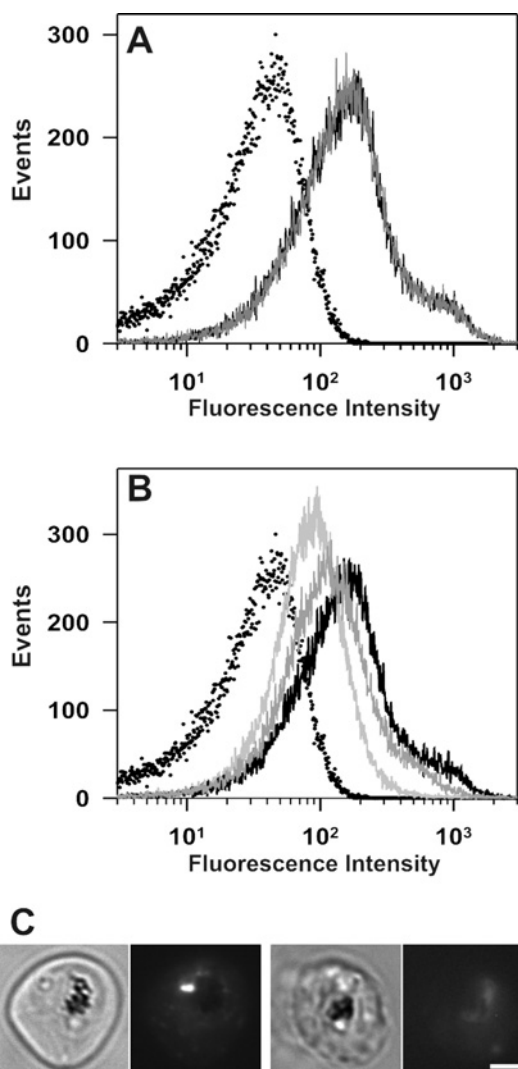 A
300
200
100
0
Events
10¹ 10² 10³
Fluorescence Intensity
B
300
200
100
0
Events
10¹ 10² 10³
Fluorescence Intensity
C